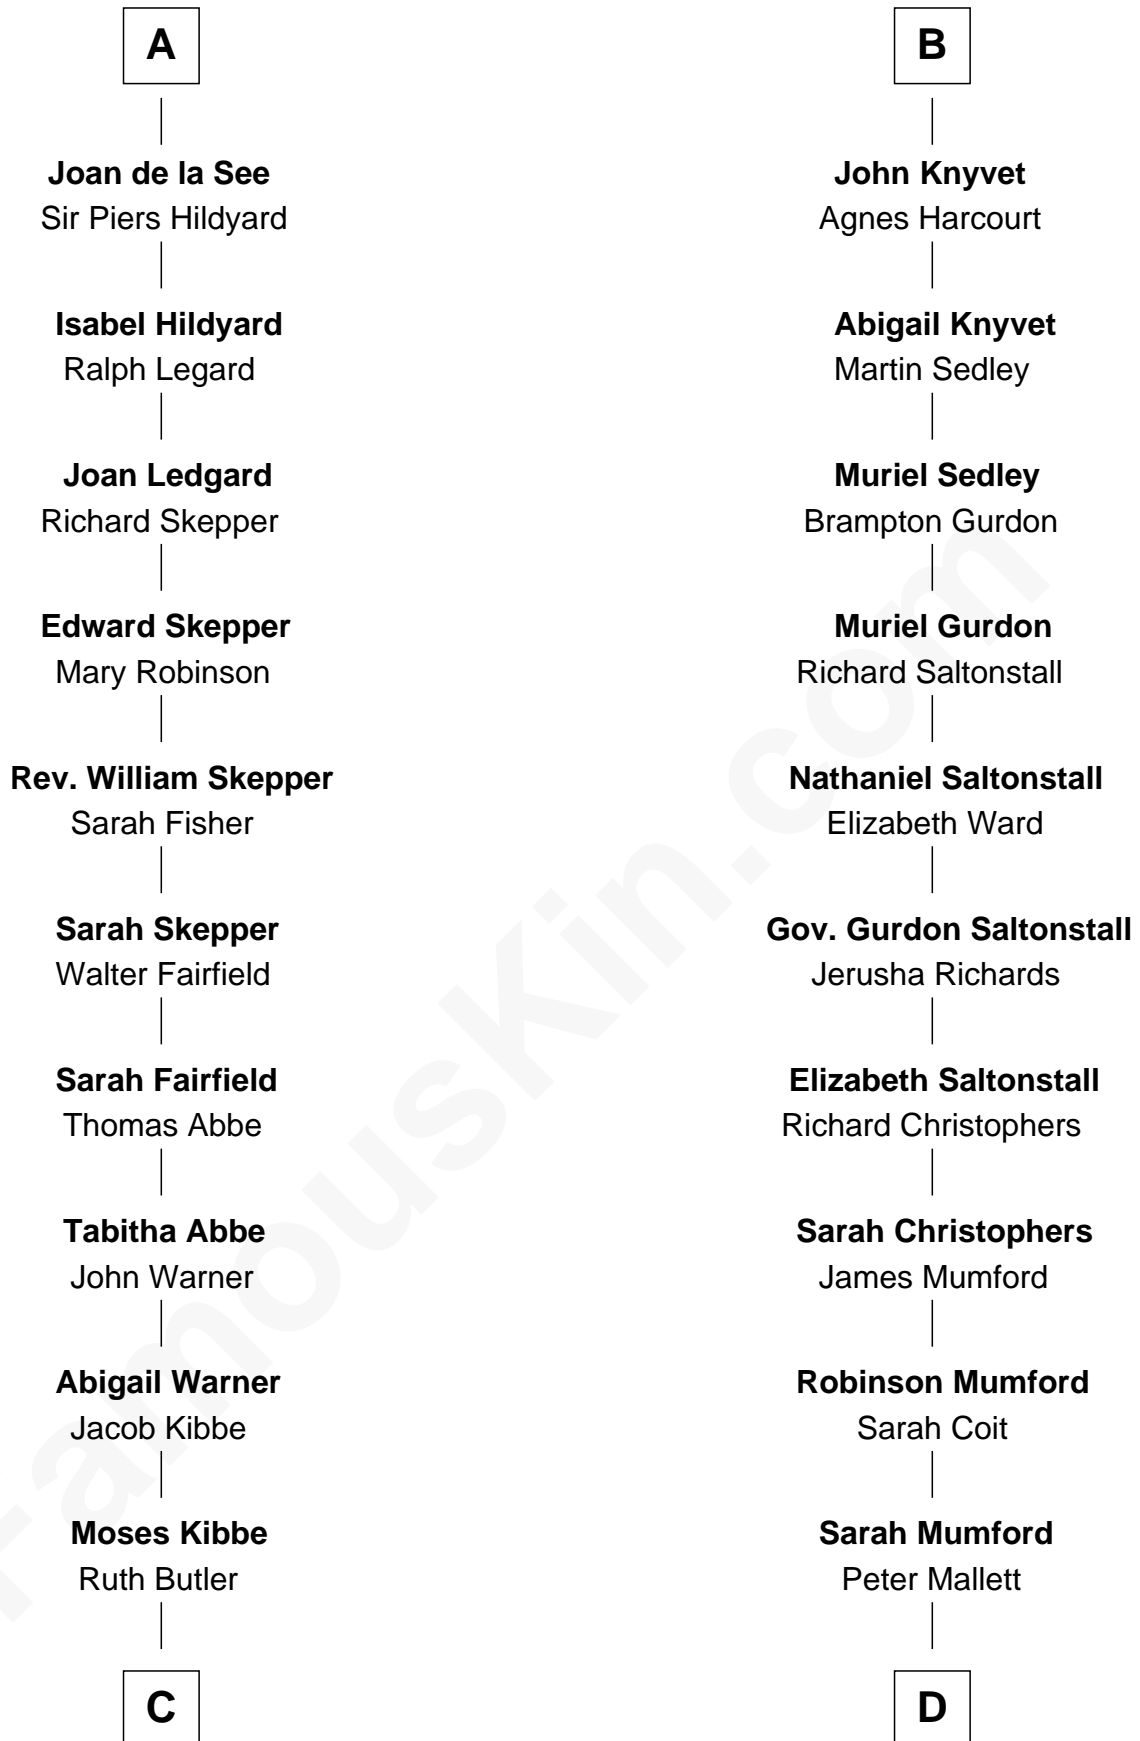 A
Joan de la See
Sir Piers Hildyard
Isabel Hildyard
Ralph Legard
Joan Ledgard
Richard Skepper
Edward Skepper
Mary Robinson
Rev. William Skepper
Sarah Fisher
Sarah Skepper
Walter Fairfield
Sarah Fairfield
Thomas Abbe
Tabitha Abbe
John Warner
Abigail Warner
Jacob Kibbe
Moses Kibbe
Ruth Butler
C
B
John Knyvet
Agnes Harcourt
Abigail Knyvet
Martin Sedley
Muriel Sedley
Brampton Gurdon
Muriel Gurdon
Richard Saltonstall
Nathaniel Saltonstall
Elizabeth Ward
Gov. Gurdon Saltonstall
Jerusha Richards
Elizabeth Saltonstall
Richard Christophers
Sarah Christophers
James Mumford
Robinson Mumford
Sarah Coit
Sarah Mumford
Peter Mallett
D
FamousKin.com